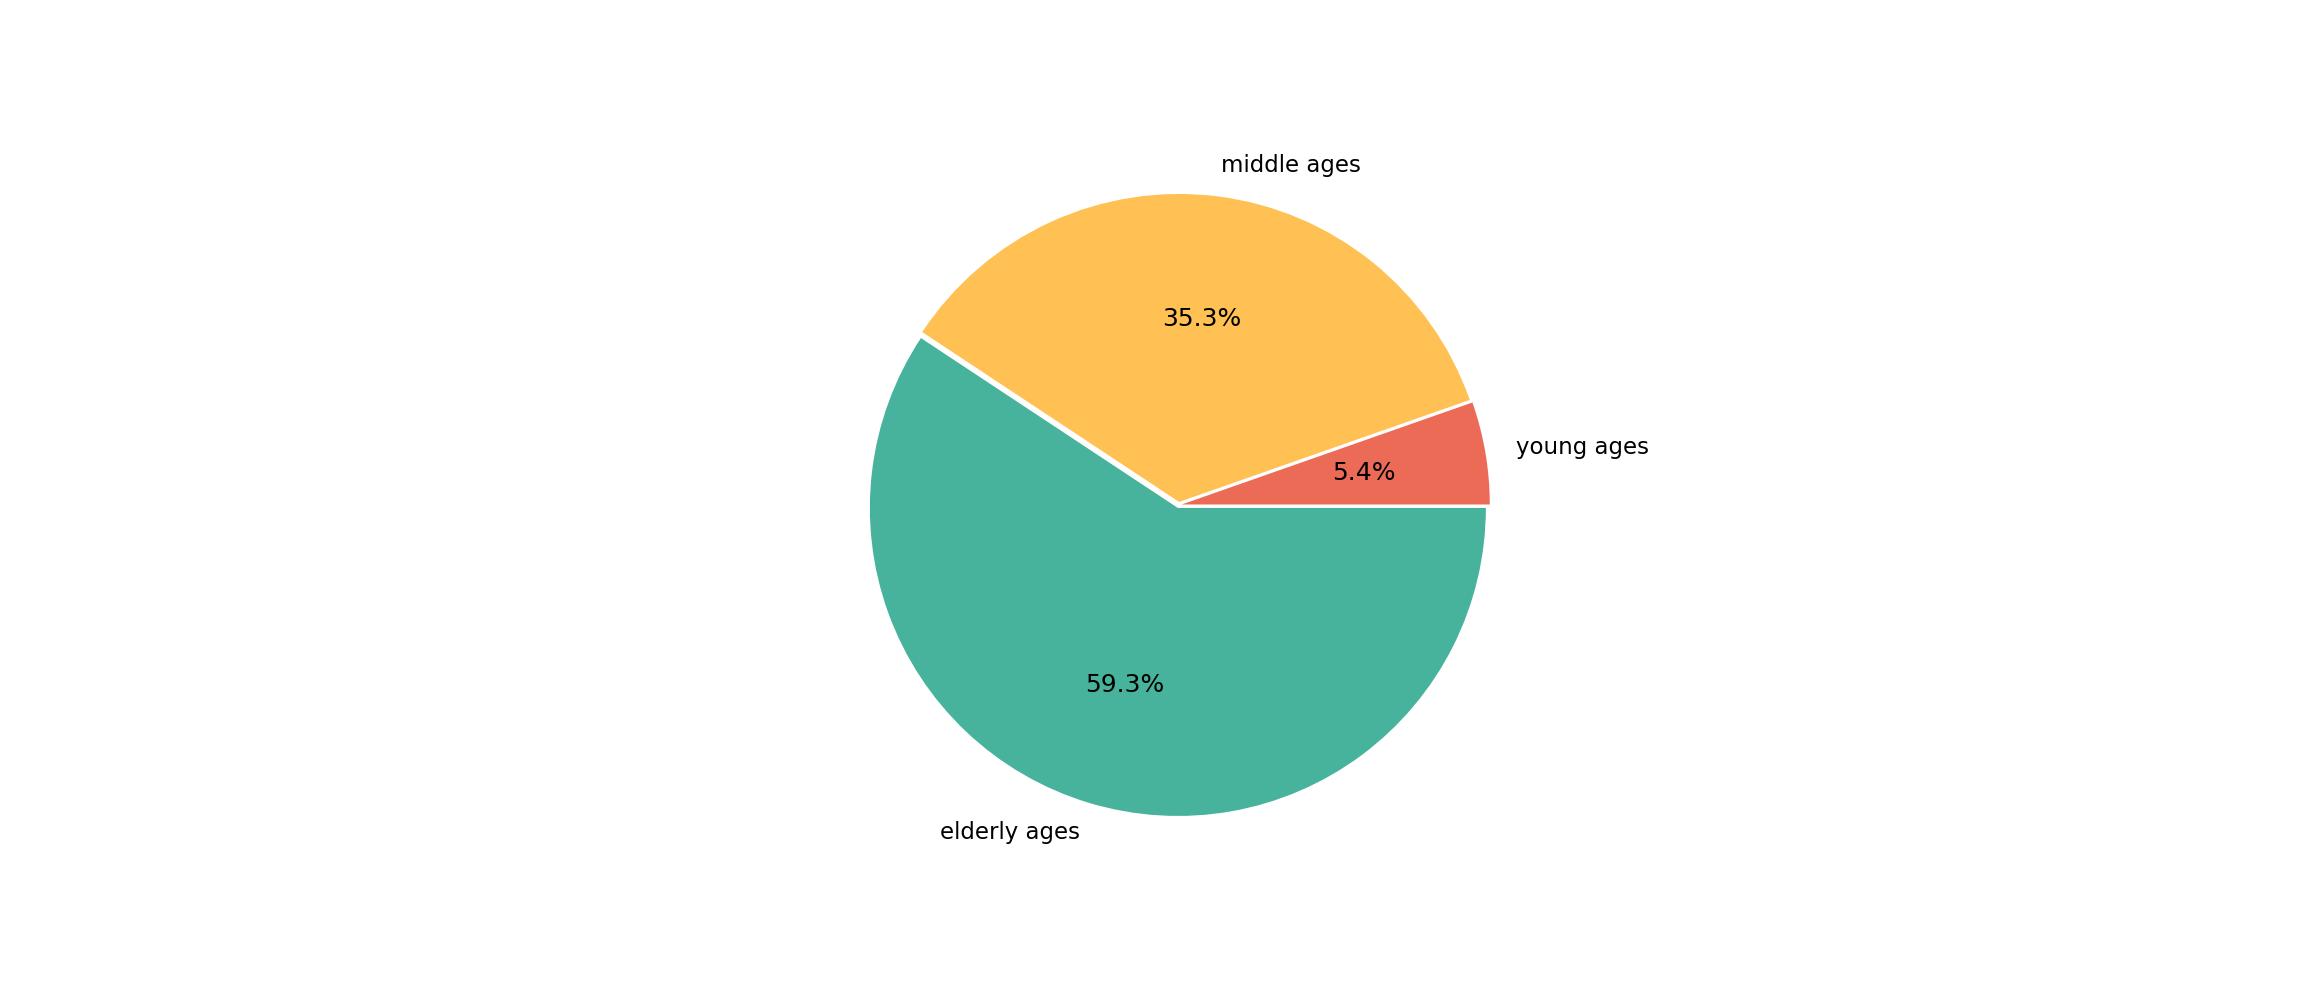 middle ages
35.3%
young ages
5.4%
59.3%
elderly ages